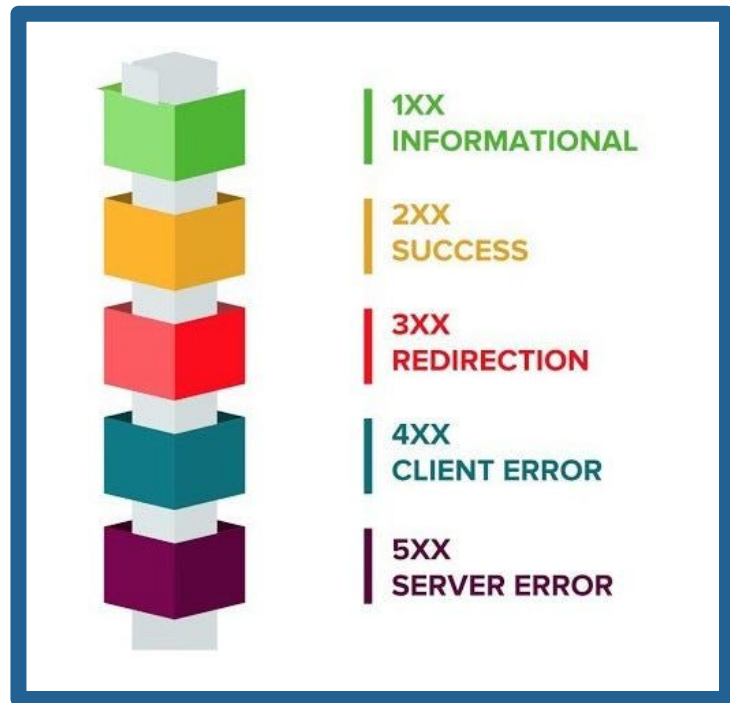 1XX
INFORMATIONAL
2XX
SUCCESS
3XX
REDIRECTION
4XX
CLIENT ERROR
5XX
SERVER ERROR